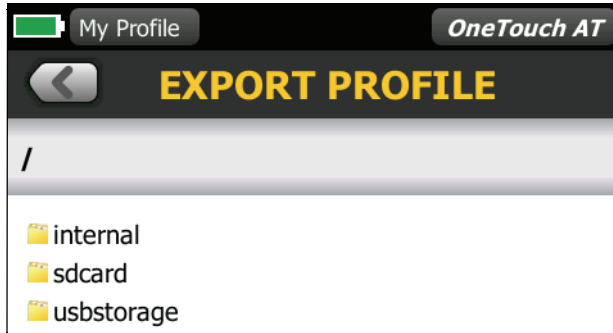 My Profile OneTouch AT
EXPORT PROFILE
/
internal
sdcard
usbstorage